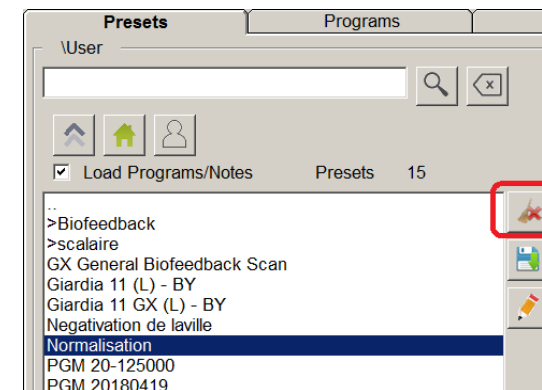 Presets Programs
\User
Load Programs/Notes Presets 15
..
>Biofeedback
>scalaire
GX General Biofeedback Scan
Giardia 11 (L) - BY
Giardia 11 GX (L) - BY
Negativation de laville
Normalisation
PGM 20-125000
PGM 20180419